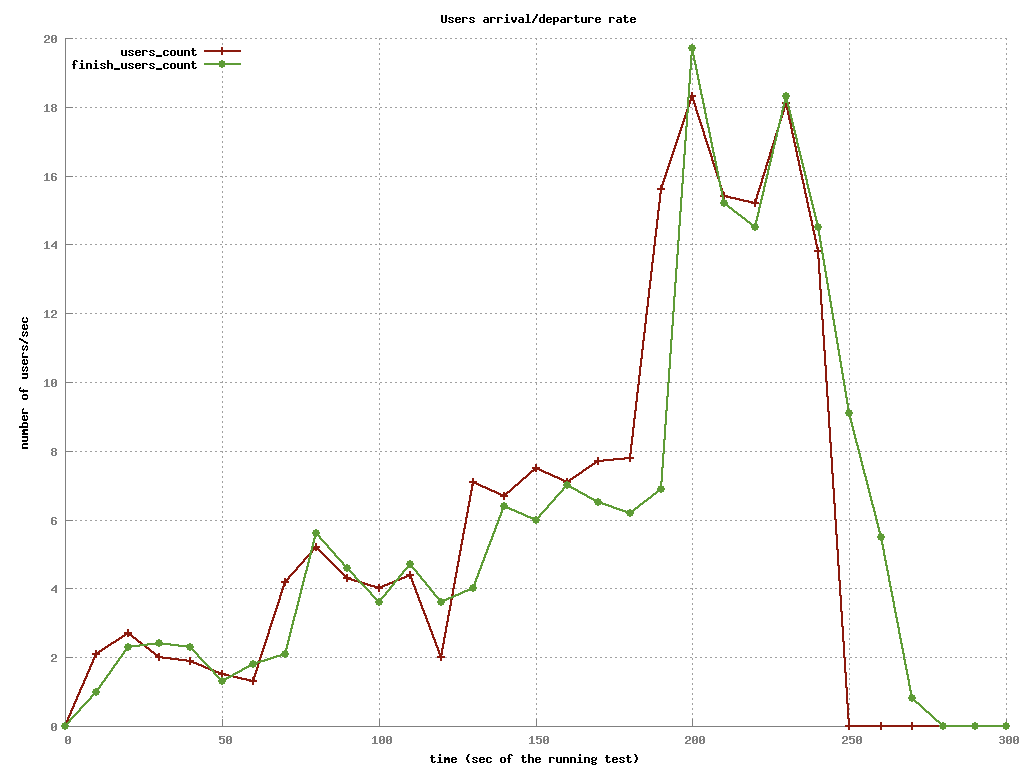 Users arrival/departure rate
users_count
finish_users_count
20
18
16
14
12
10
8
6
4
2
0
number of users/sec
0 50 100 150 200 250 300
time (sec of the running test)